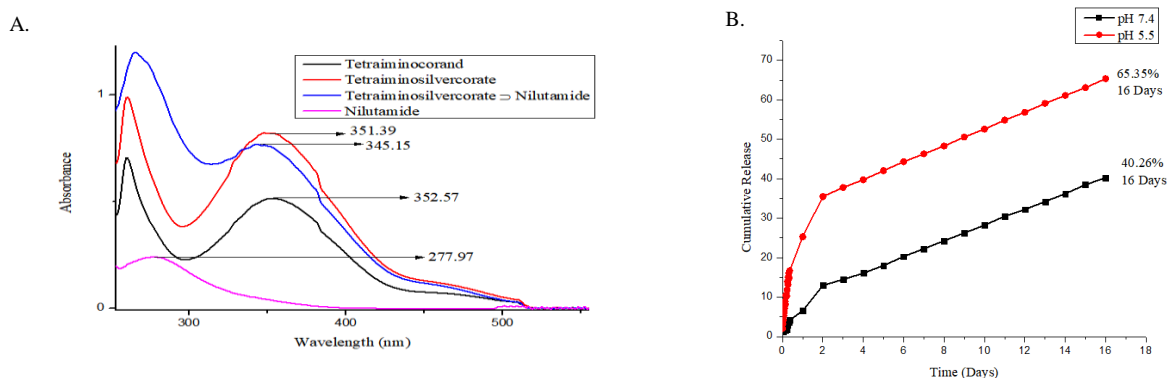 A.
Tetraiminocorand
Tetraiminosilvercorate
Tetraiminosilvercorate ⊃ Nilutamide
Nilutamide
351.39
345.15
352.57
277.97
1
0
Absorbance
300
400
500
Wavelength (nm)
B.
pH 7.4
pH 5.5
70
60
50
40
30
20
10
0
Cumulative Release
65.35%
16 Days
40.26%
16 Days
0 2 4 6 8 10 12 14 16
Time (Days)